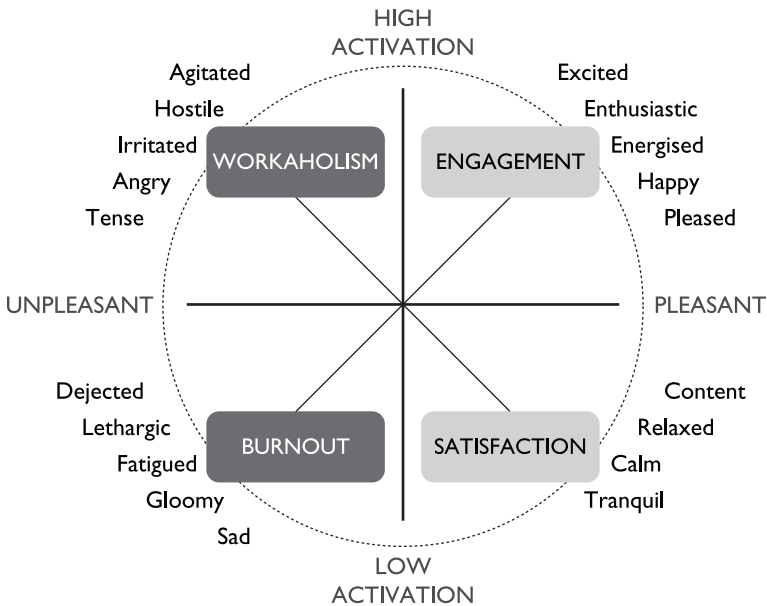 HIGH
ACTIVATION
Agitated
Hostile
Irritated
Angry
Tense
Excited
Enthusiastic
Energised
Happy
Pleased
WORKAHOLISM
ENGAGEMENT
UNPLEASANT
PLEASANT
Dejected
Lethargic
Fatigued
Gloomy
Sad
BURNOUT
SATISFACTION
Content
Relaxed
Calm
Tranquil
LOW
ACTIVATION